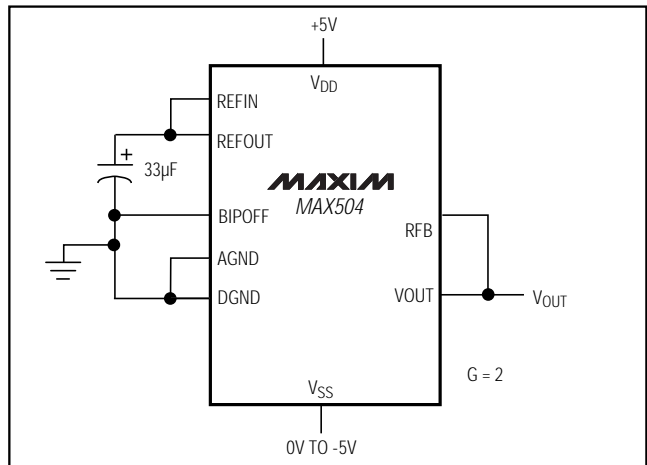 +5V
VDD
REFIN
REFOUT
+
33µF
MAXIM
MAX504
BIPOFF
RFB
AGND
DGND
VOUT
VOUT
G = 2
VSS
0V TO -5V